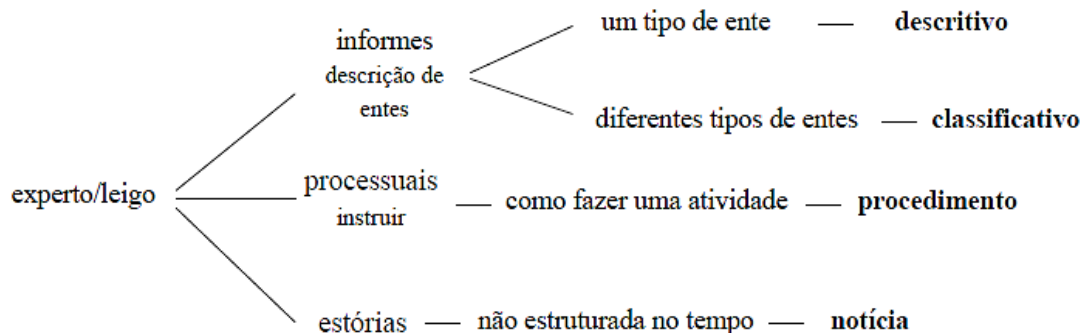 informes
descrição de
entes
um tipo de ente
descritivo
diferentes tipos de entes
classificativo
experto/leigo
processuais
instruir
como fazer uma atividade
procedimento
estórias
não estruturada no tempo
notícia